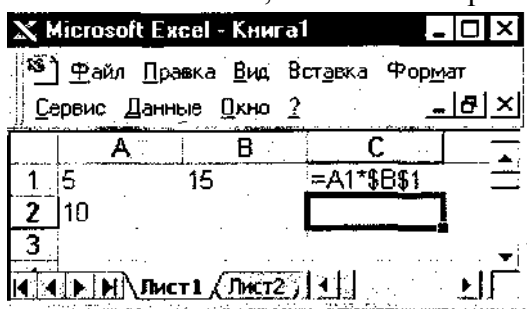 Microsoft Excel - Книга1
Файл Правка Вид Вставка Формат
Сервис Данные Окно ?
A B C
1 5 15 =A1*$B$1
2 10
3
Лист1 Лист2